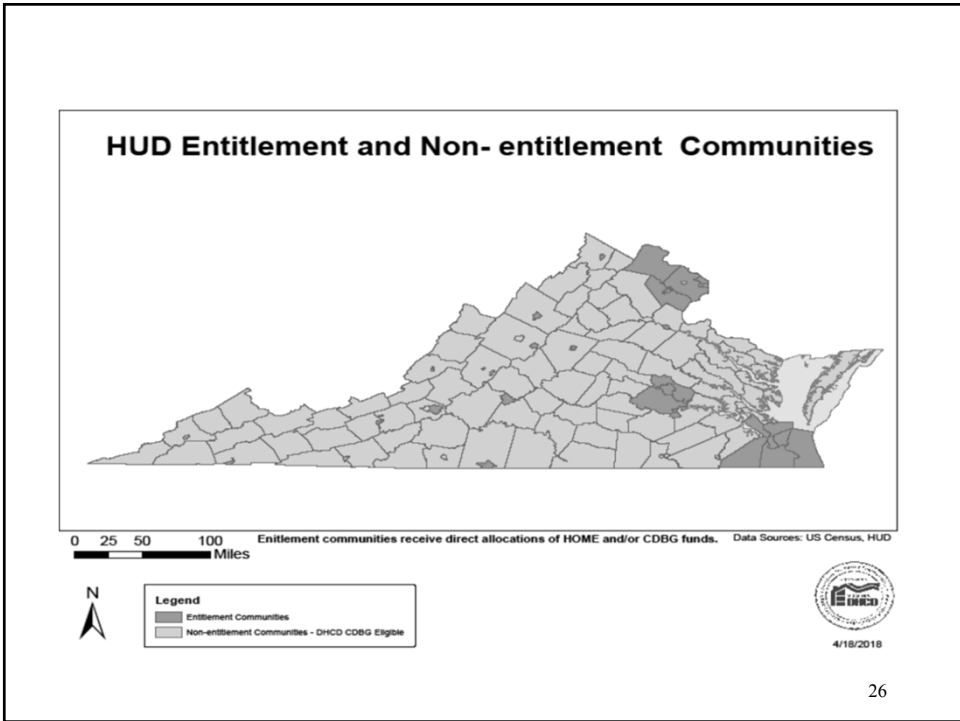 HUD Entitlement and Non- entitlement Communities
0 25 50 100
Miles
Enitlement communities receive direct allocations of HOME and/or CDBG funds.
Data Sources: US Census, HUD
N
Legend
Entitlement Communities
Non-entitlement Communities - DHCD CDBG Eligible
DHCD
4/18/2018
26